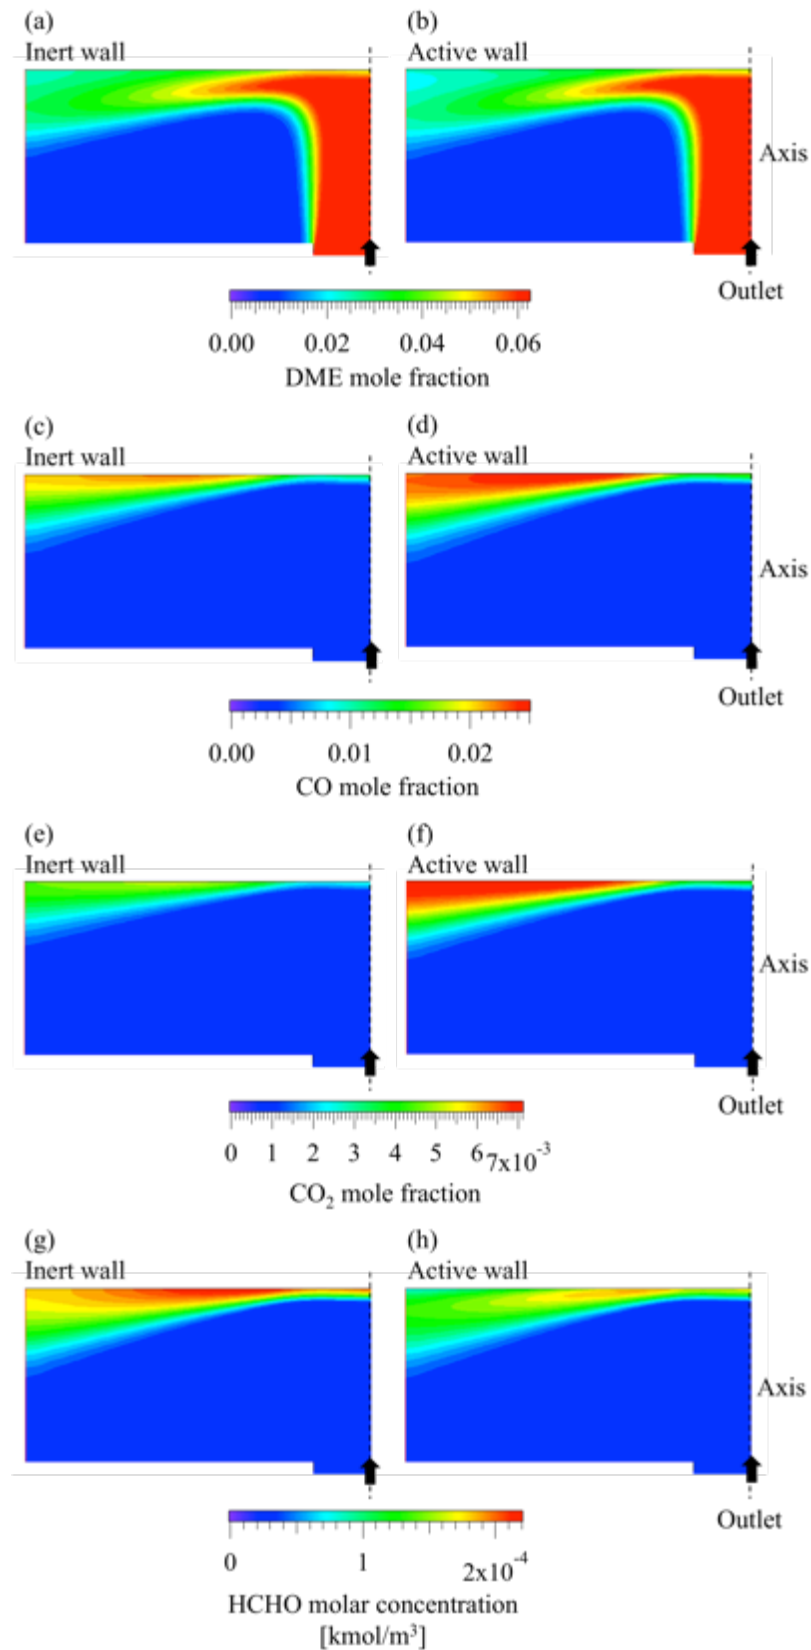 (a) (b)
Inert wall Active wall
Axis
Outlet
0.00 0.02 0.04 0.06
DME mole fraction
(c) (d)
Inert wall Active wall
Axis
Outlet
0.00 0.01 0.02
CO mole fraction
(e) (f)
Inert wall Active wall
Axis
Outlet
0 1 2 3 4 5 6 7x10⁻³
CO₂ mole fraction
(g) (h)
Inert wall Active wall
Axis
Outlet
0 1 2x10⁻⁴
HCHO molar concentration
[kmol/m³]